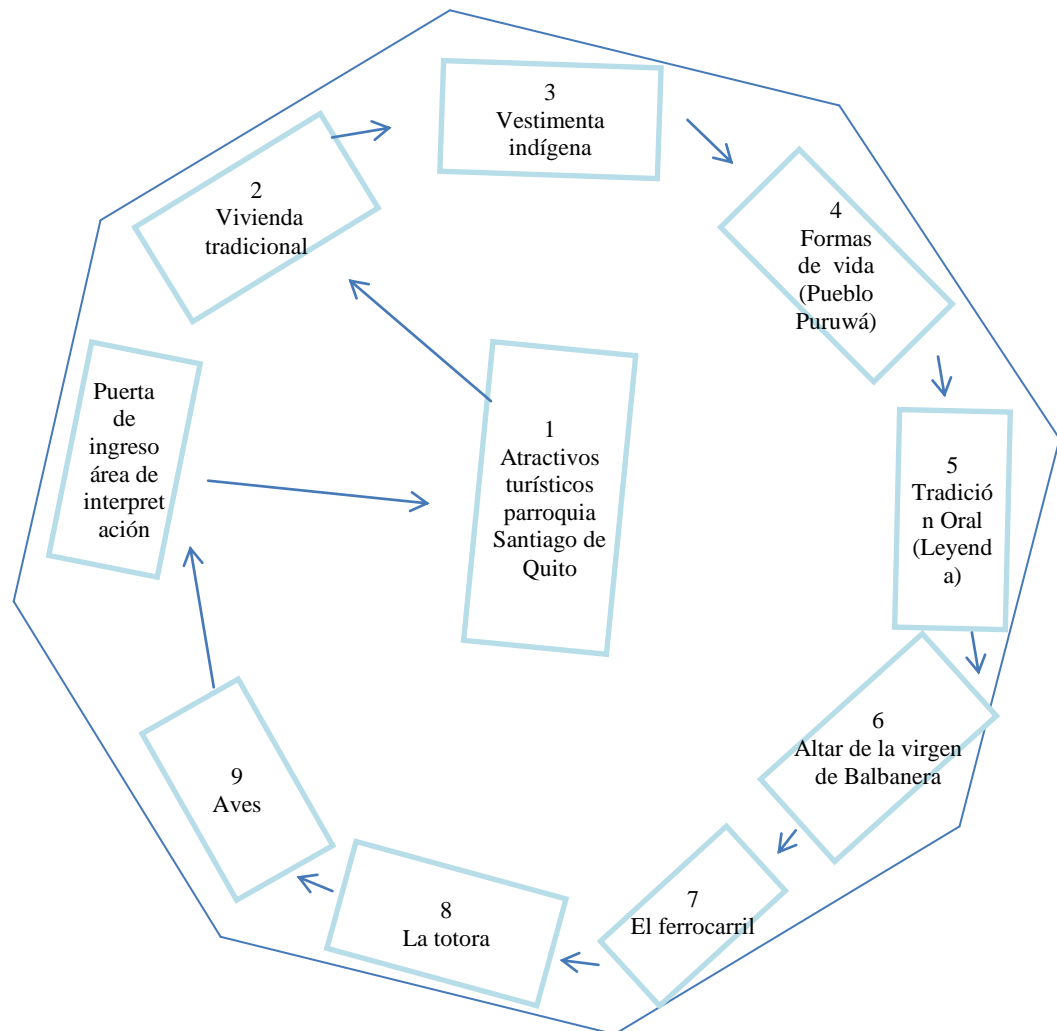 3
Vestimenta
indígena
2
Vivienda
tradicional
4
Formas
de vida
(Pueblo
Puruwá)
Puerta
de
ingreso
área de
interpret
ación
1
Atractivos
turísticos
parroquia
Santiago de
Quito
5
Tradició
n Oral
(Leyend
a)
6
Altar de la virgen
de Balbanera
9
Aves
7
El ferrocarril
8
La totora